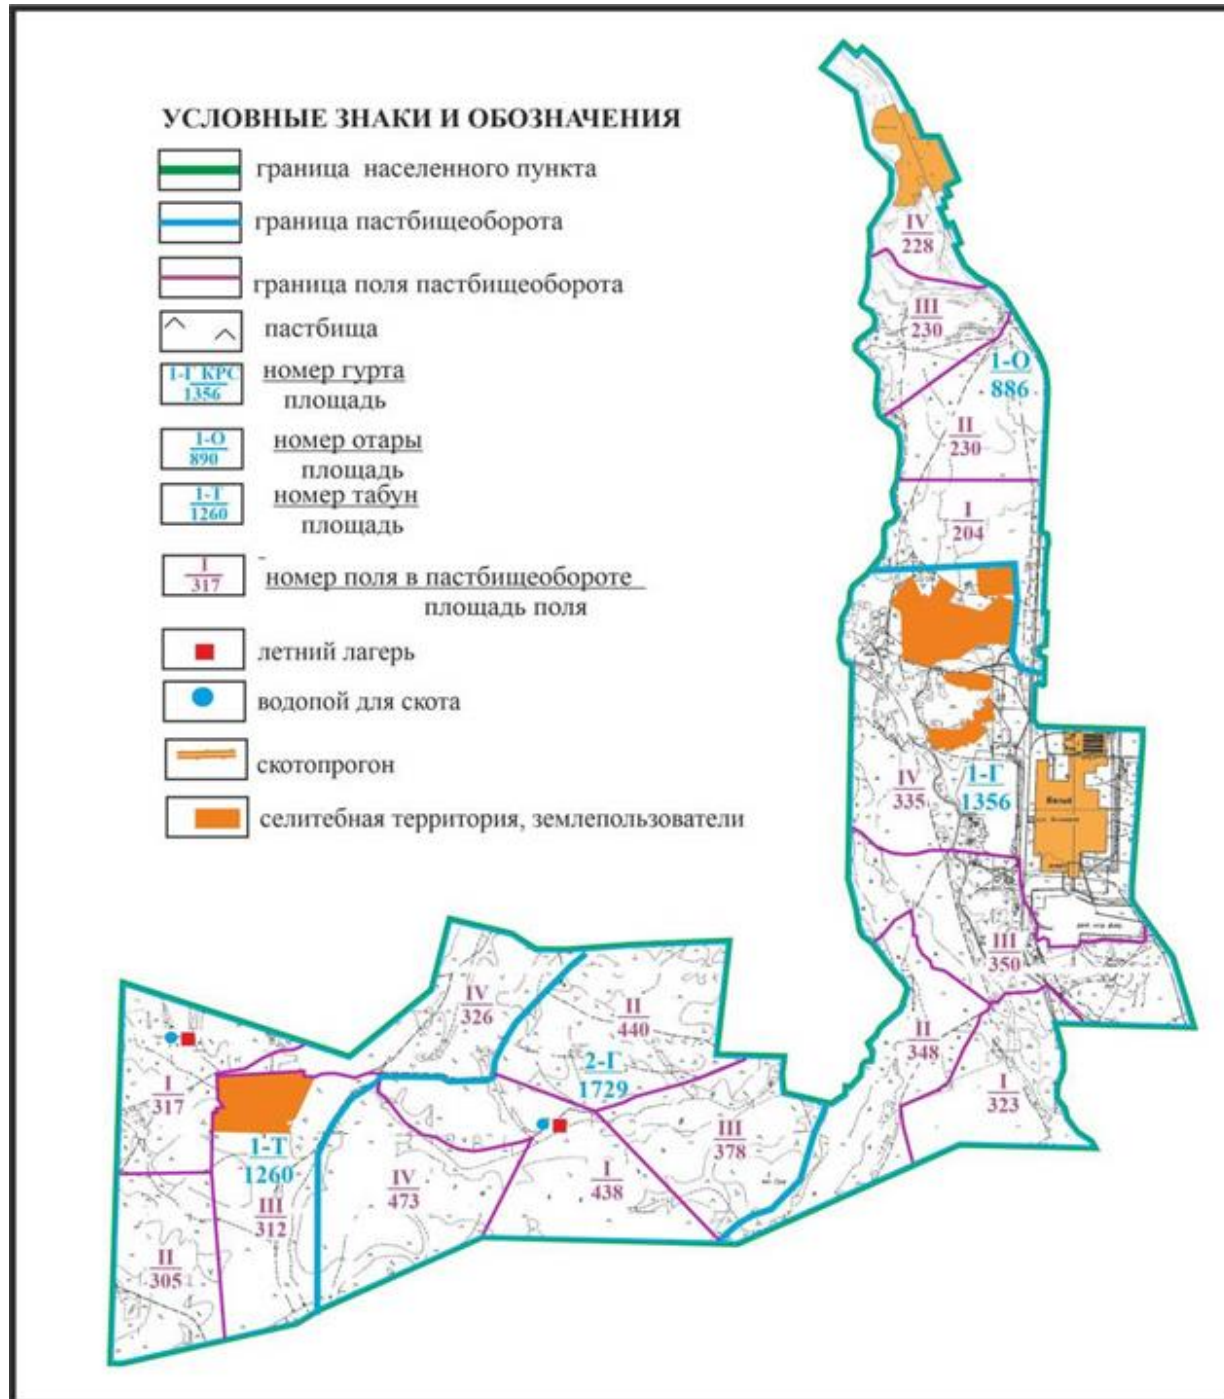 УСЛОВНЫЕ ЗНАКИ И ОБОЗНАЧЕНИЯ
граница населенного пункта
граница пастбищеоборота
граница поля пастбищеоборота
пастбища
1-Г КРС
1356
номер гурта
площадь
1-О
890
номер отары
площадь
1-Т
1260
номер табун
площадь
I
317
номер поля в пастбищеобороте
площадь поля
летний лагерь
водопой для скота
скотопрогон
селитебная территория, землепользователи
IV
228
III
230
1-О
886
II
230
I
204
IV
335
1-Г
1356
III
350
II
348
I
323
IV
326
II
440
2-Г
1729
I
317
1-Т
1260
III
378
IV
473
I
438
III
312
II
305